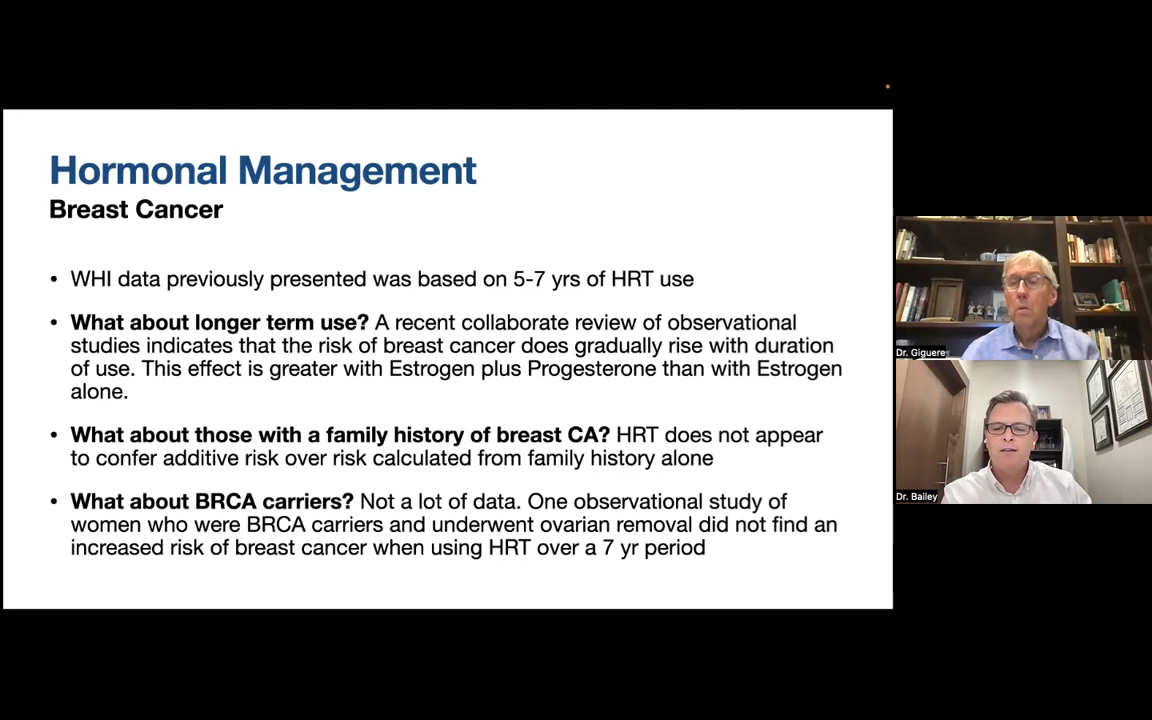 Hormonal Management
Breast Cancer
• WHI data previously presented was based on 5-7 yrs of HRT use
• What about longer term use? A recent collaborate review of observational
studies indicates that the risk of breast cancer does gradually rise with duration
of use. This effect is greater with Estrogen plus Progesterone than with Estrogen
alone.
• What about those with a family history of breast CA? HRT does not appear
to confer additive risk over risk calculated from family history alone
• What about BRCA carriers? Not a lot of data. One observational study of
women who were BRCA carriers and underwent ovarian removal did not find an
increased risk of breast cancer when using HRT over a 7 yr period
Dr. Giguere
Dr. Bailey